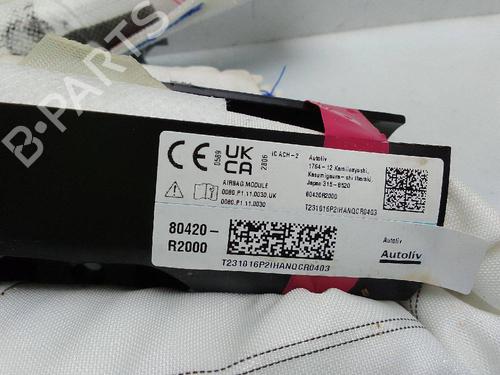 B-PARTS
CE 0589
UK CA 2806
IC ACH-2
Autoliv
1764-12 Kamiinayoshi,
Kasumigaura-shi Ibaraki,
Japan 315-8520
80420R2000
AIRBAG MODULE
0589.P1.11.0030.UK
0589.P1.11.0030
T231016P2IHANQCR0403
80420-
R2000
T231016P2IHANQCR0403
Autoliv
Autoliv